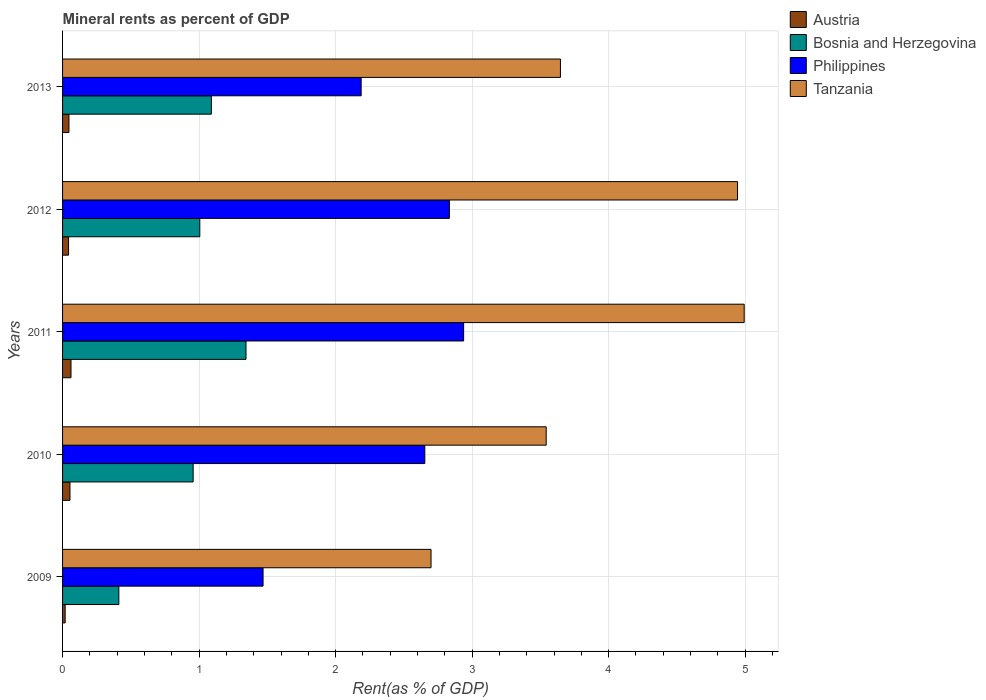 Mineral rents as percent of GDP
Austria
Bosnia and Herzegovina
Philippines
Tanzania
2013
2012
2011
2010
2009
Years
0
1
2
3
4
5
Rent(as % of GDP)